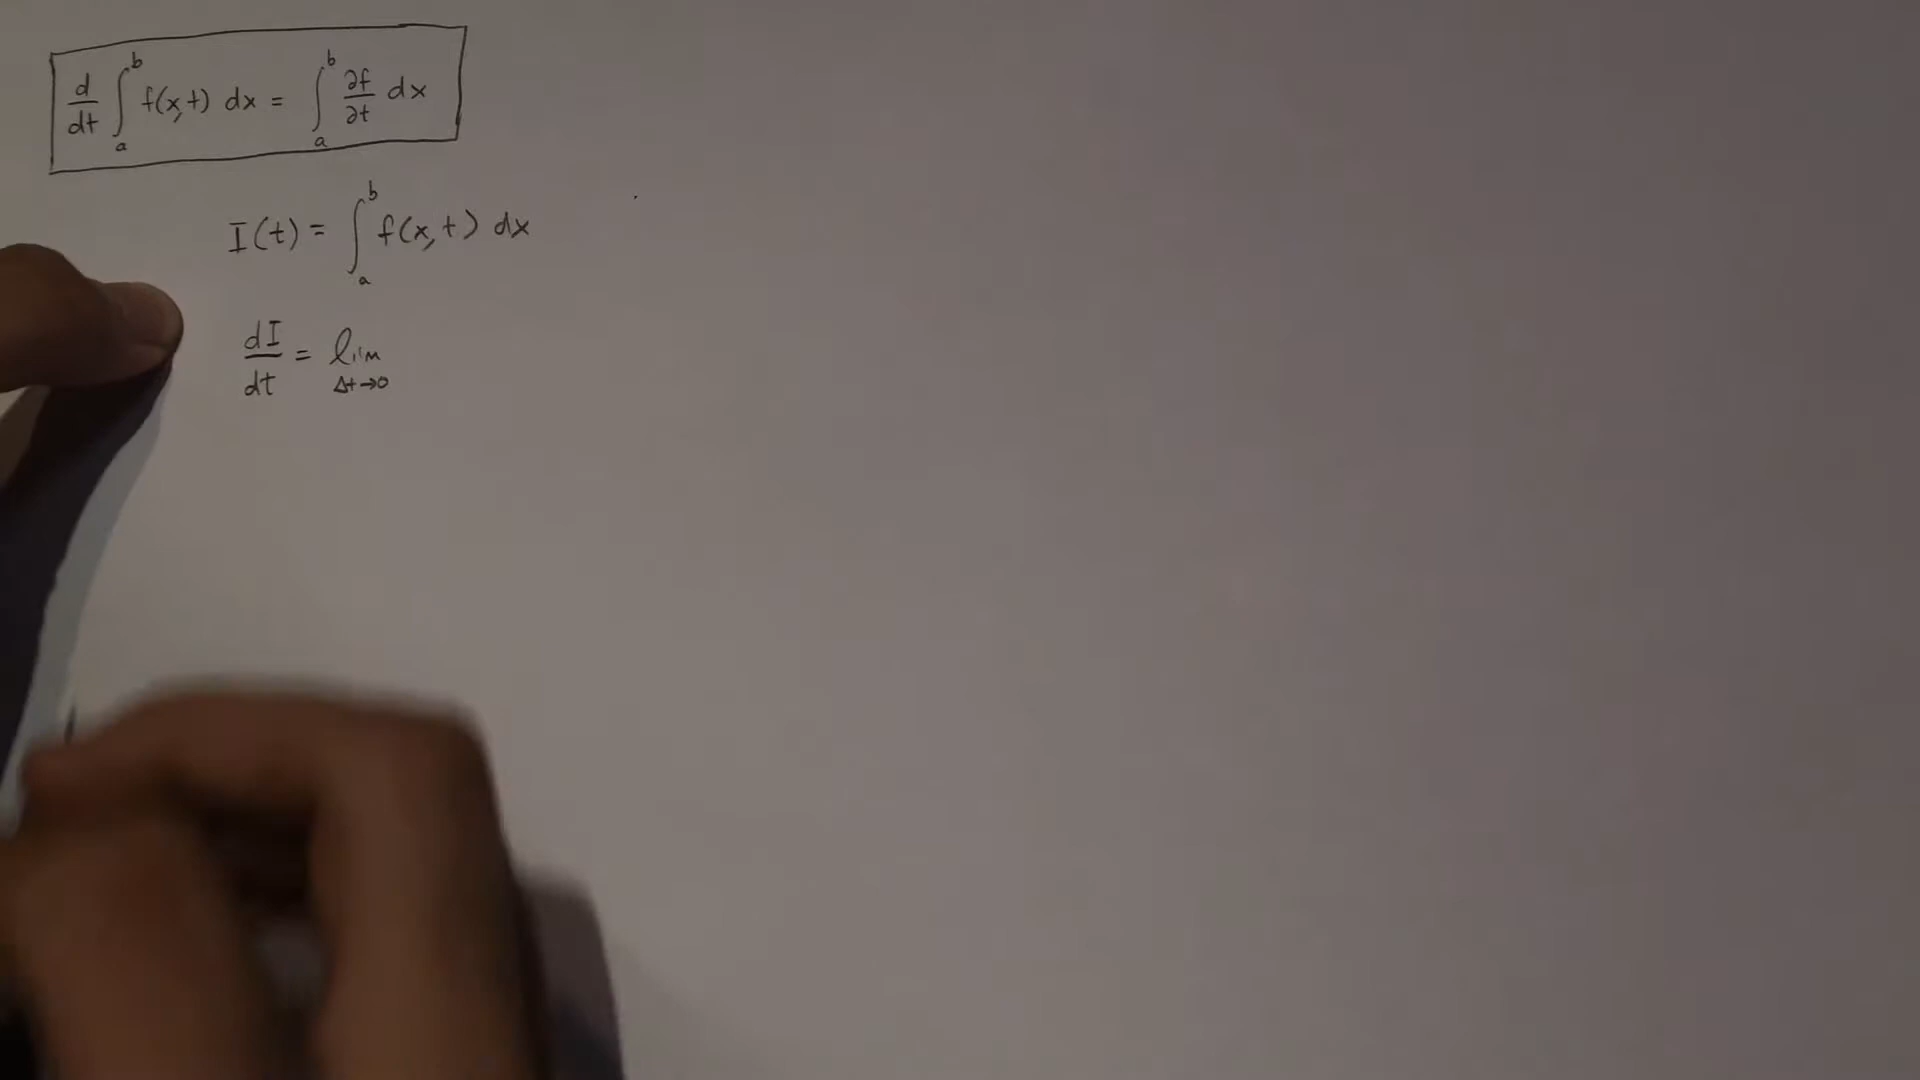 d/dt ∫_a^b f(x,t) dx = ∫_a^b ∂f/∂t dx
I(t) = ∫_a^b f(x,t) dx
dI/dt = lim_{Δt→0}